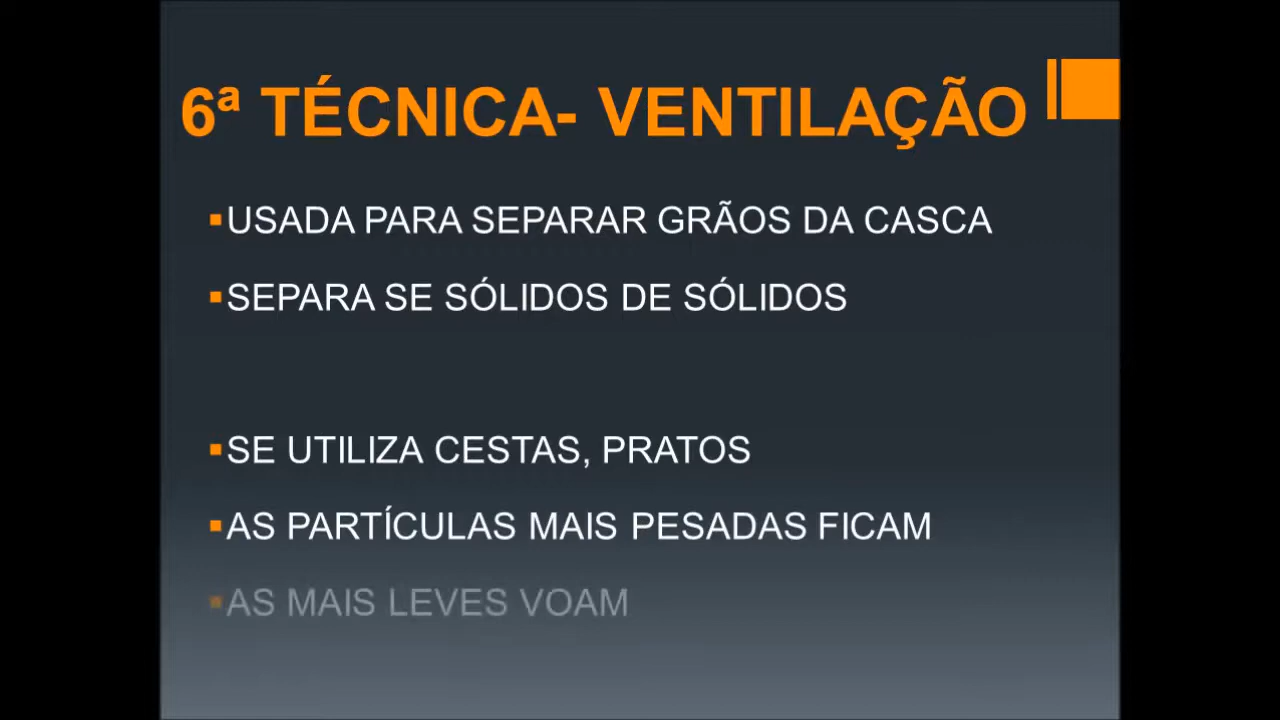 6ª TÉCNICA- VENTILAÇÃO
USADA PARA SEPARAR GRÃOS DA CASCA
SEPARA SE SÓLIDOS DE SÓLIDOS
SE UTILIZA CESTAS, PRATOS
AS PARTÍCULAS MAIS PESADAS FICAM
AS MAIS LEVES VOAM